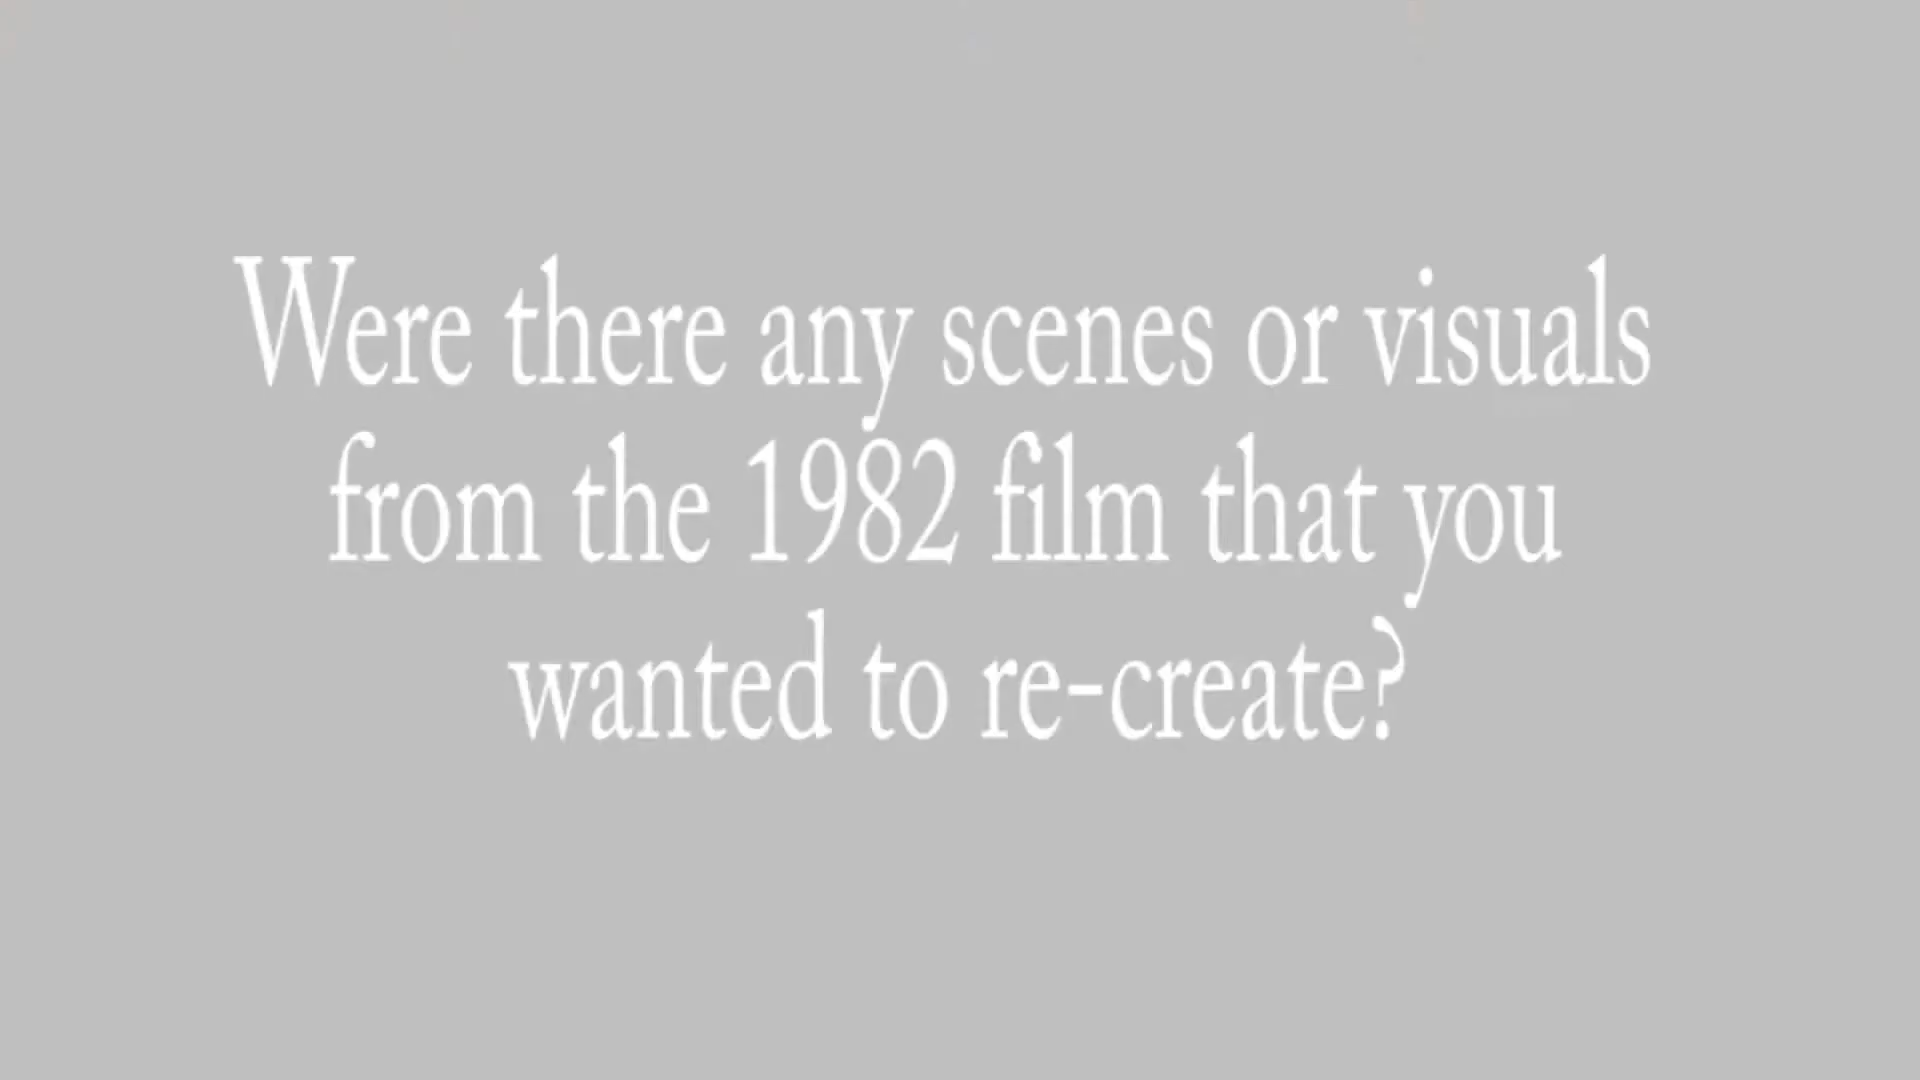 Were there any scenes or visuals
from the 1982 film that you
wanted to re-create?